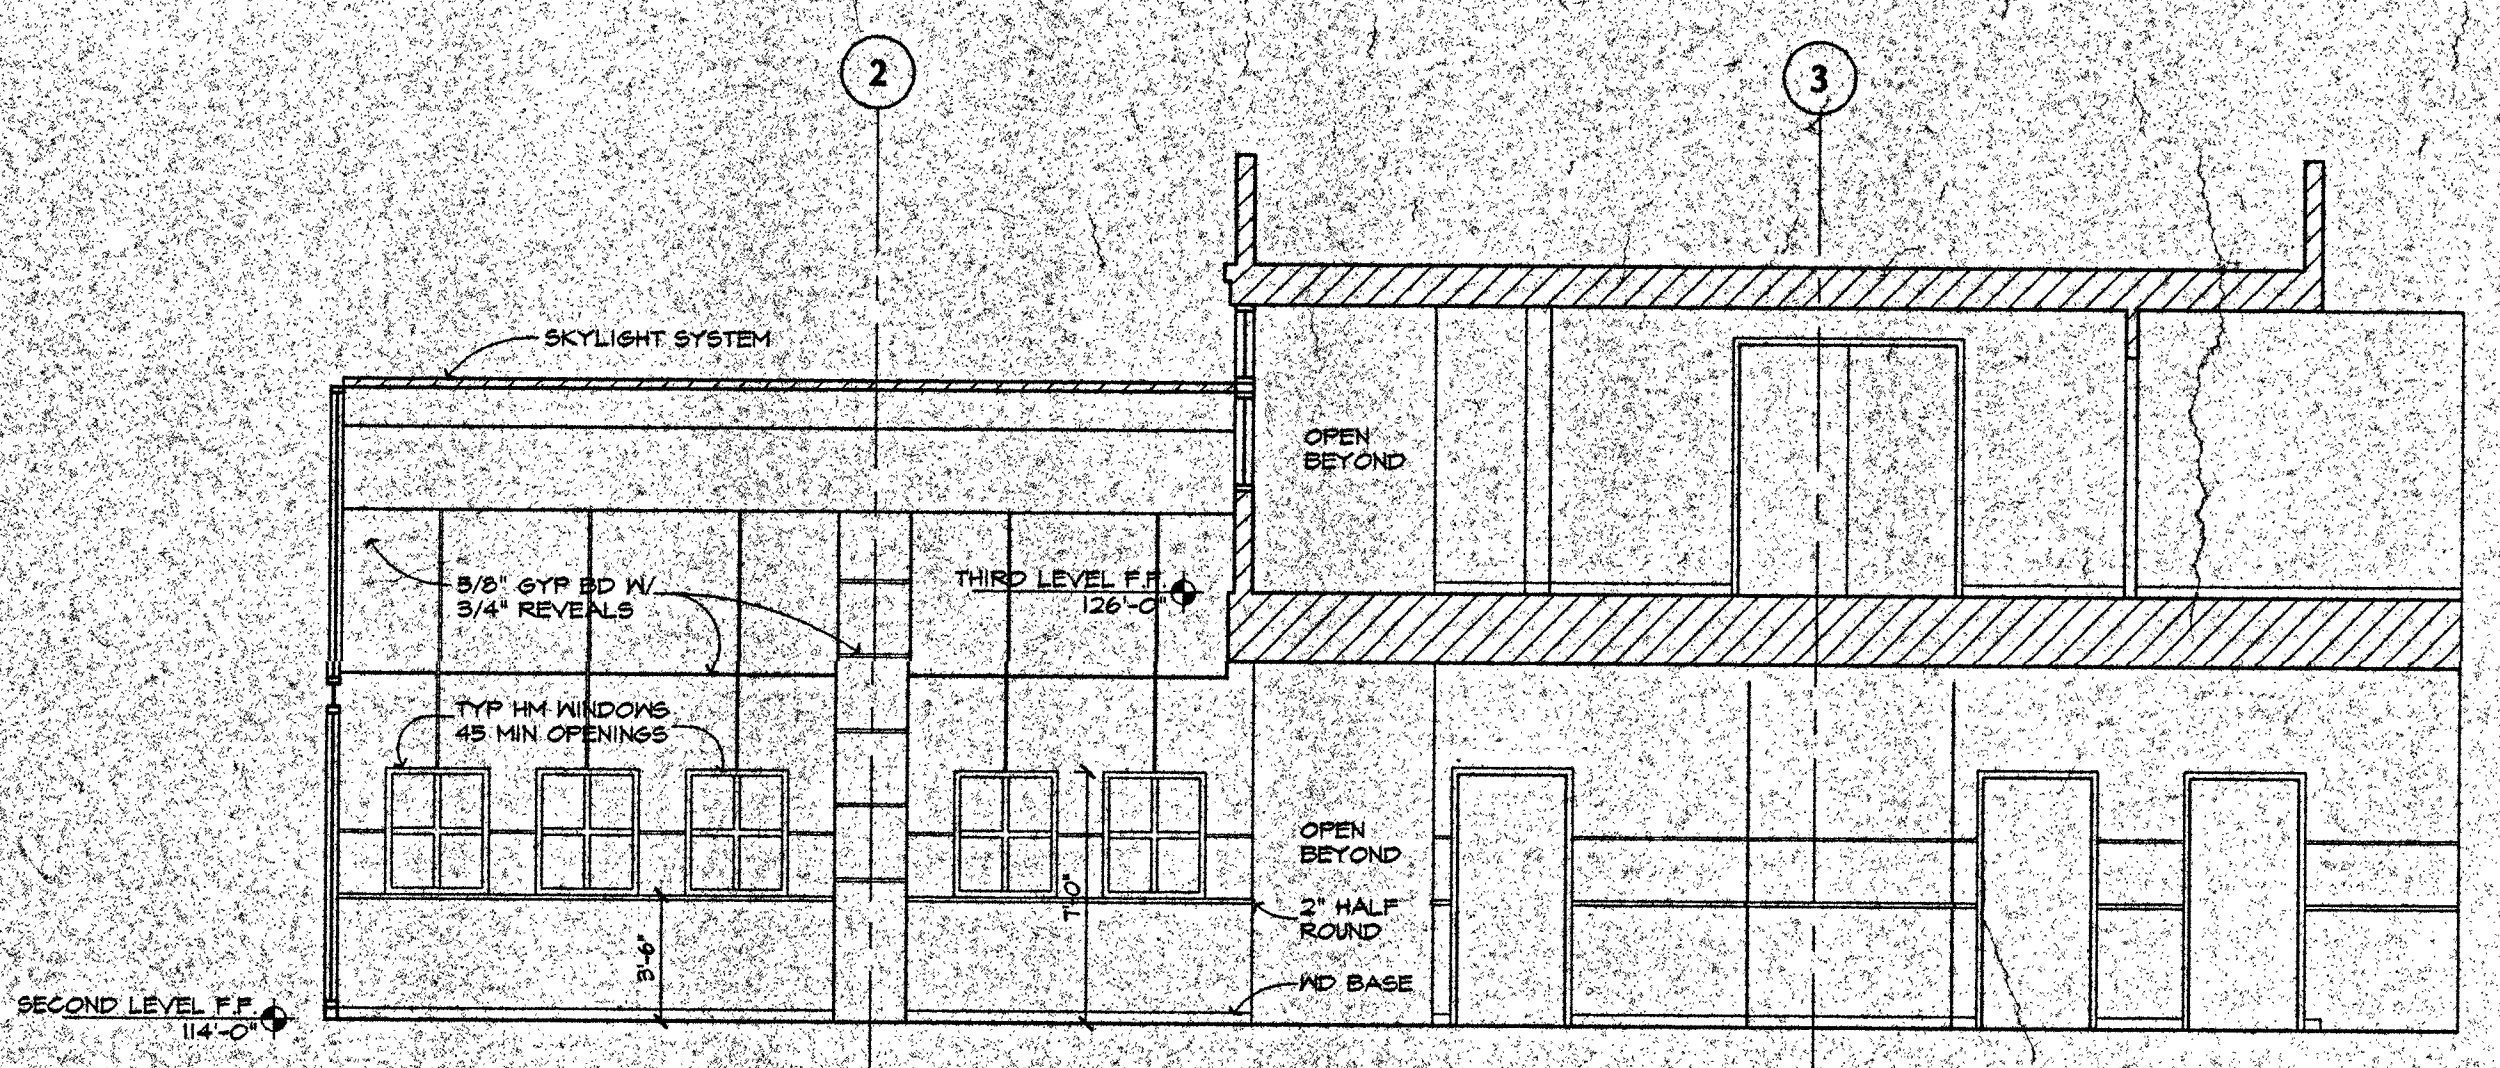 2
3
SKYLIGHT SYSTEM
OPEN
BEYOND
5/8" GYP BD W/
3/4" REVEALS
THIRD LEVEL F.F.
126'-0"
TYP HM WINDOWS
45 MIN OPENINGS
OPEN
BEYOND
7'-0"
2" HALF
ROUND
3'-6"
WD BASE
SECOND LEVEL F.F.
114'-0"